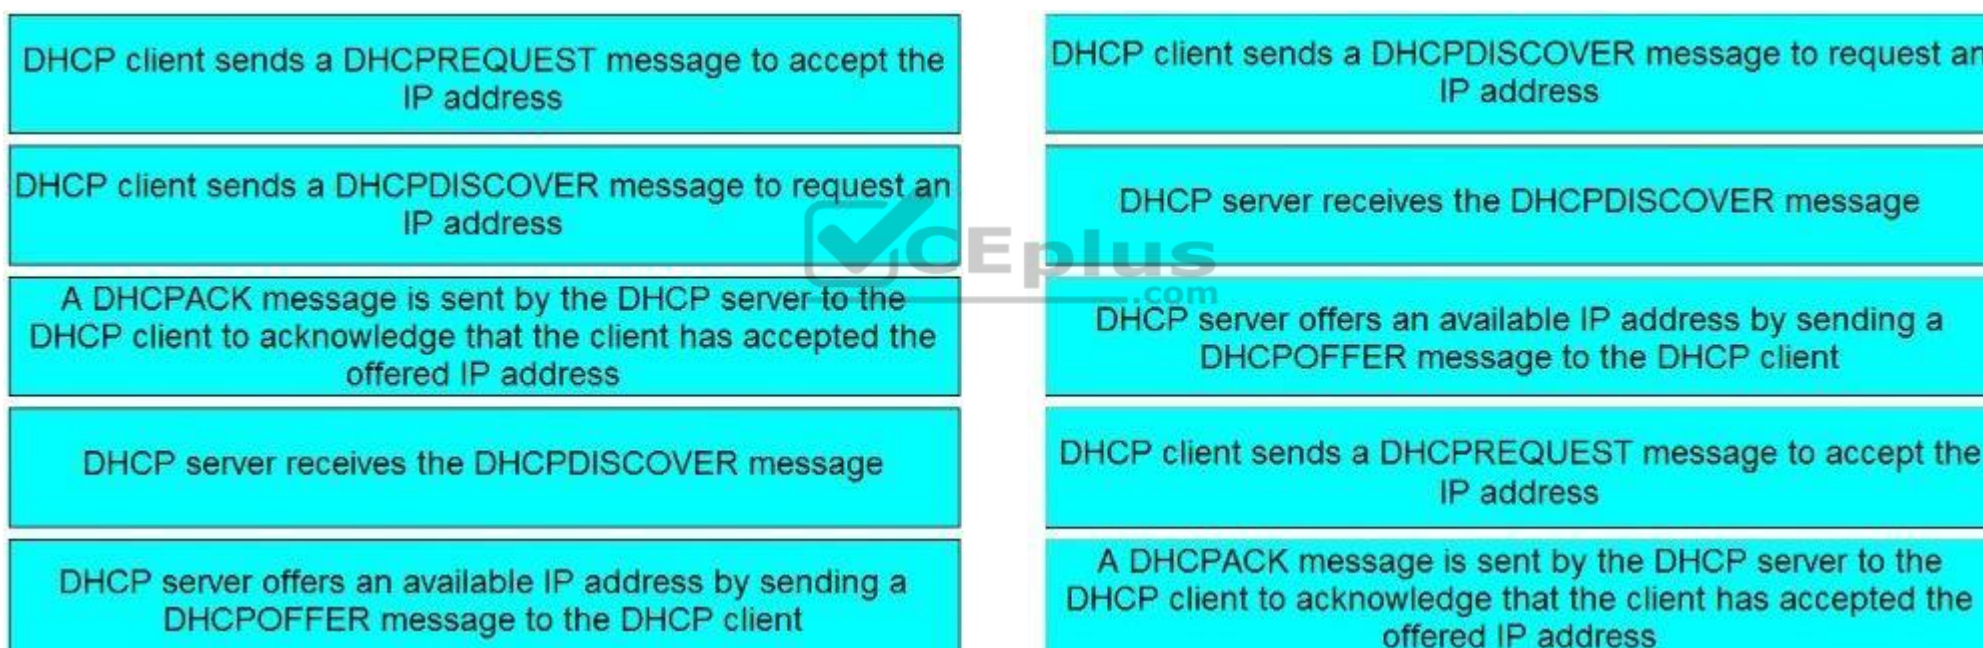 DHCP client sends a DHCPREQUEST message to accept the
IP address
DHCP client sends a DHCPDISCOVER message to request an
IP address
A DHCPACK message is sent by the DHCP server to the
DHCP client to acknowledge that the client has accepted the
offered IP address
DHCP server receives the DHCPDISCOVER message
DHCP server offers an available IP address by sending a
DHCPOFFER message to the DHCP client
DHCP client sends a DHCPDISCOVER message to request an
IP address
DHCP server receives the DHCPDISCOVER message
DHCP server offers an available IP address by sending a
DHCPOFFER message to the DHCP client
DHCP client sends a DHCPREQUEST message to accept the
IP address
A DHCPACK message is sent by the DHCP server to the
DHCP client to acknowledge that the client has accepted the
offered IP address
CEplus
.com